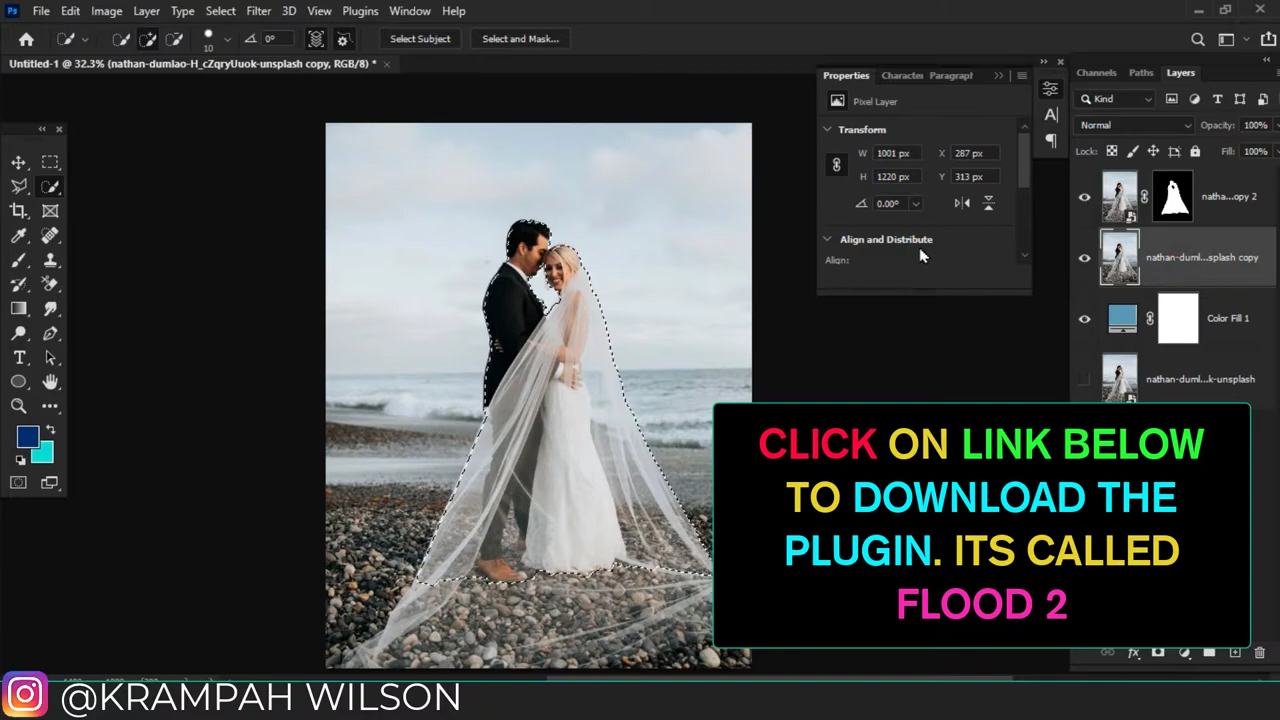 Ps File Edit Image Layer Type Select Filter 3D View Plugins Window Help
10 0° Select Subject Select and Mask...
Untitled-1 @ 32.3% (nathan-dumlao-H_cZqryUuok-unsplash copy, RGB/8) *
Properties Character Paragraph
Channels Paths Layers
Pixel Layer
Kind
Transform
Normal Opacity: 100%
W 1001 px X 287 px
Lock: Fill: 100%
H 1220 px Y 313 px
0.00°
natha...opy 2
Align and Distribute
Align:
nathan-duml...splash copy
Color Fill 1
nathan-duml...k-unsplash
CLICK ON LINK BELOW
TO DOWNLOAD THE
PLUGIN. ITS CALLED
FLOOD 2
@KRAMPAH WILSON